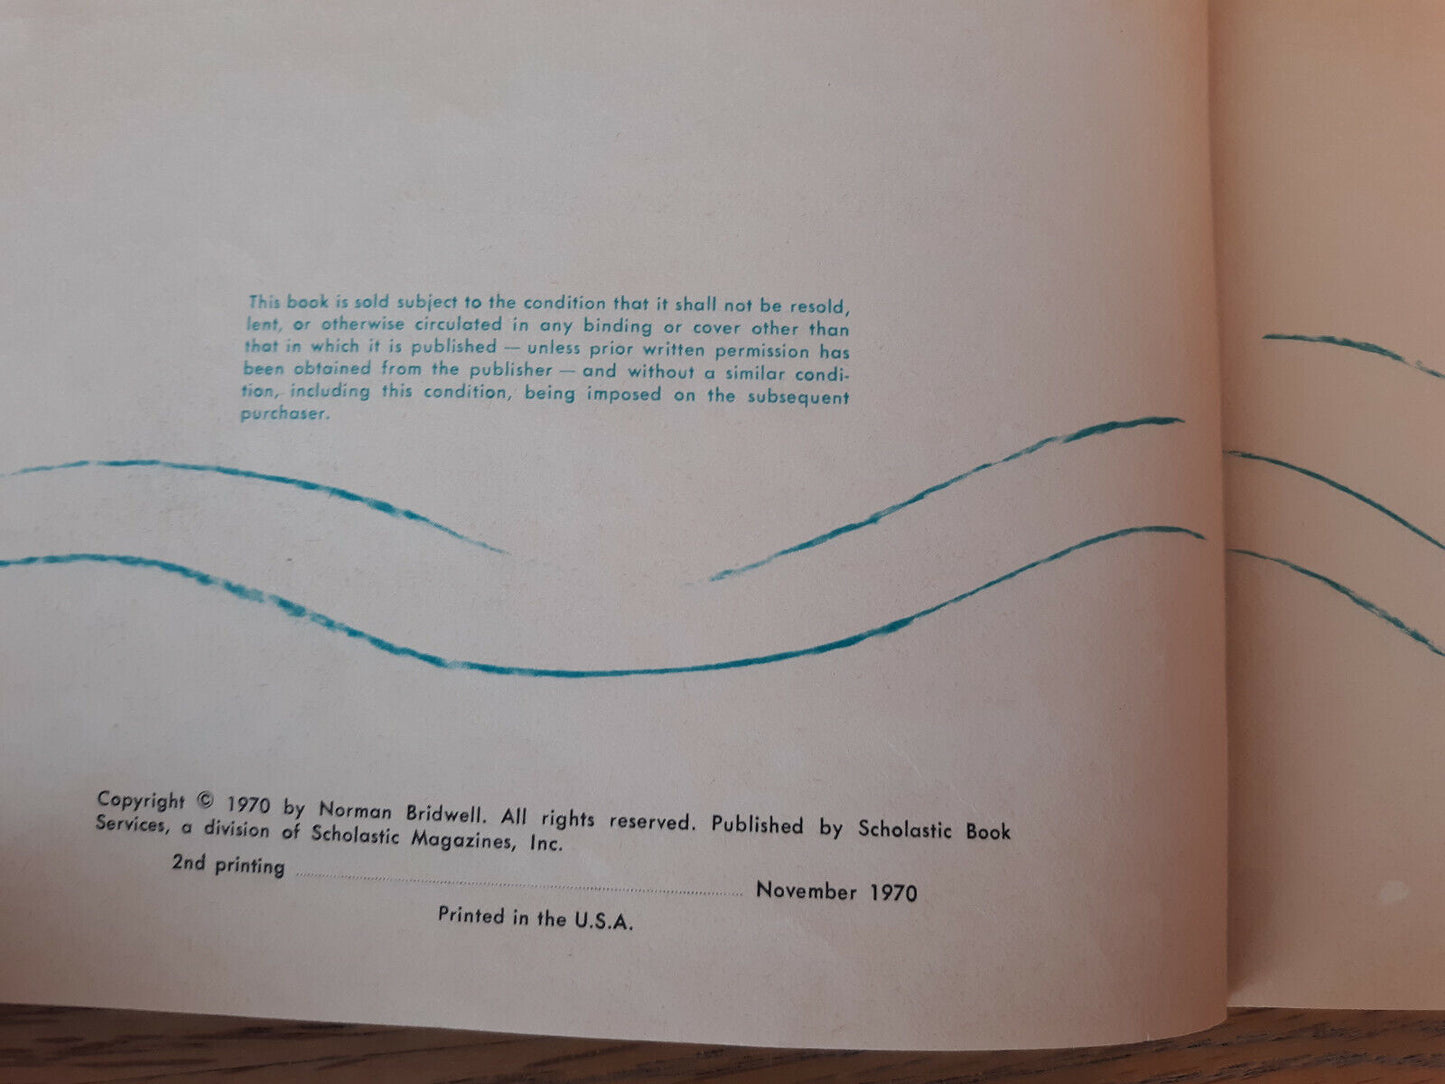 This book is sold subject to the condition that it shall not be resold,
lent, or otherwise circulated in any binding or cover other than
that in which it is published — unless prior written permission has
been obtained from the publisher — and without a similar condi-
tion, including this condition, being imposed on the subsequent
purchaser.
Copyright © 1970 by Norman Bridwell. All rights reserved. Published by Scholastic Book
Services, a division of Scholastic Magazines, Inc.
2nd printing ........................................ November 1970
Printed in the U.S.A.